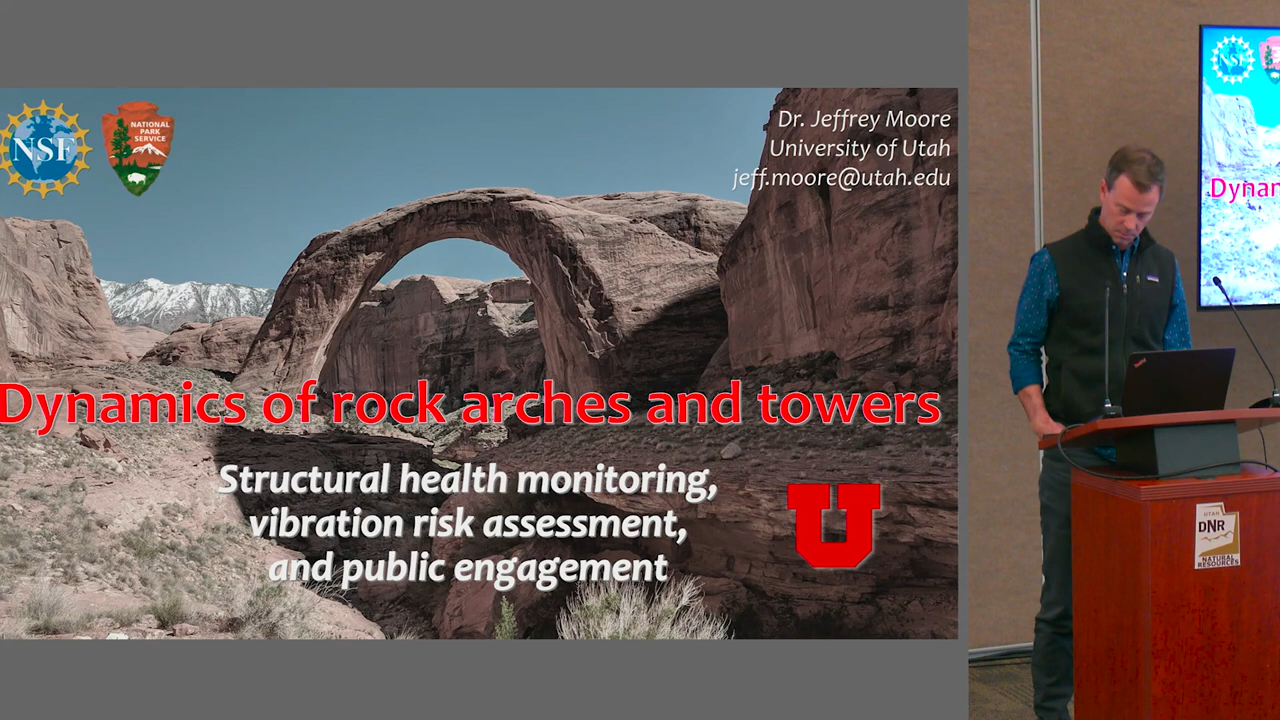 NSF
NATIONAL
PARK
SERVICE
Dr. Jeffrey Moore
University of Utah
jeff.moore@utah.edu
Dynamics of rock arches and towers
Structural health monitoring,
vibration risk assessment,
and public engagement
U
NSF
Dynam
UTAH
DNR
NATURAL
RESOURCES